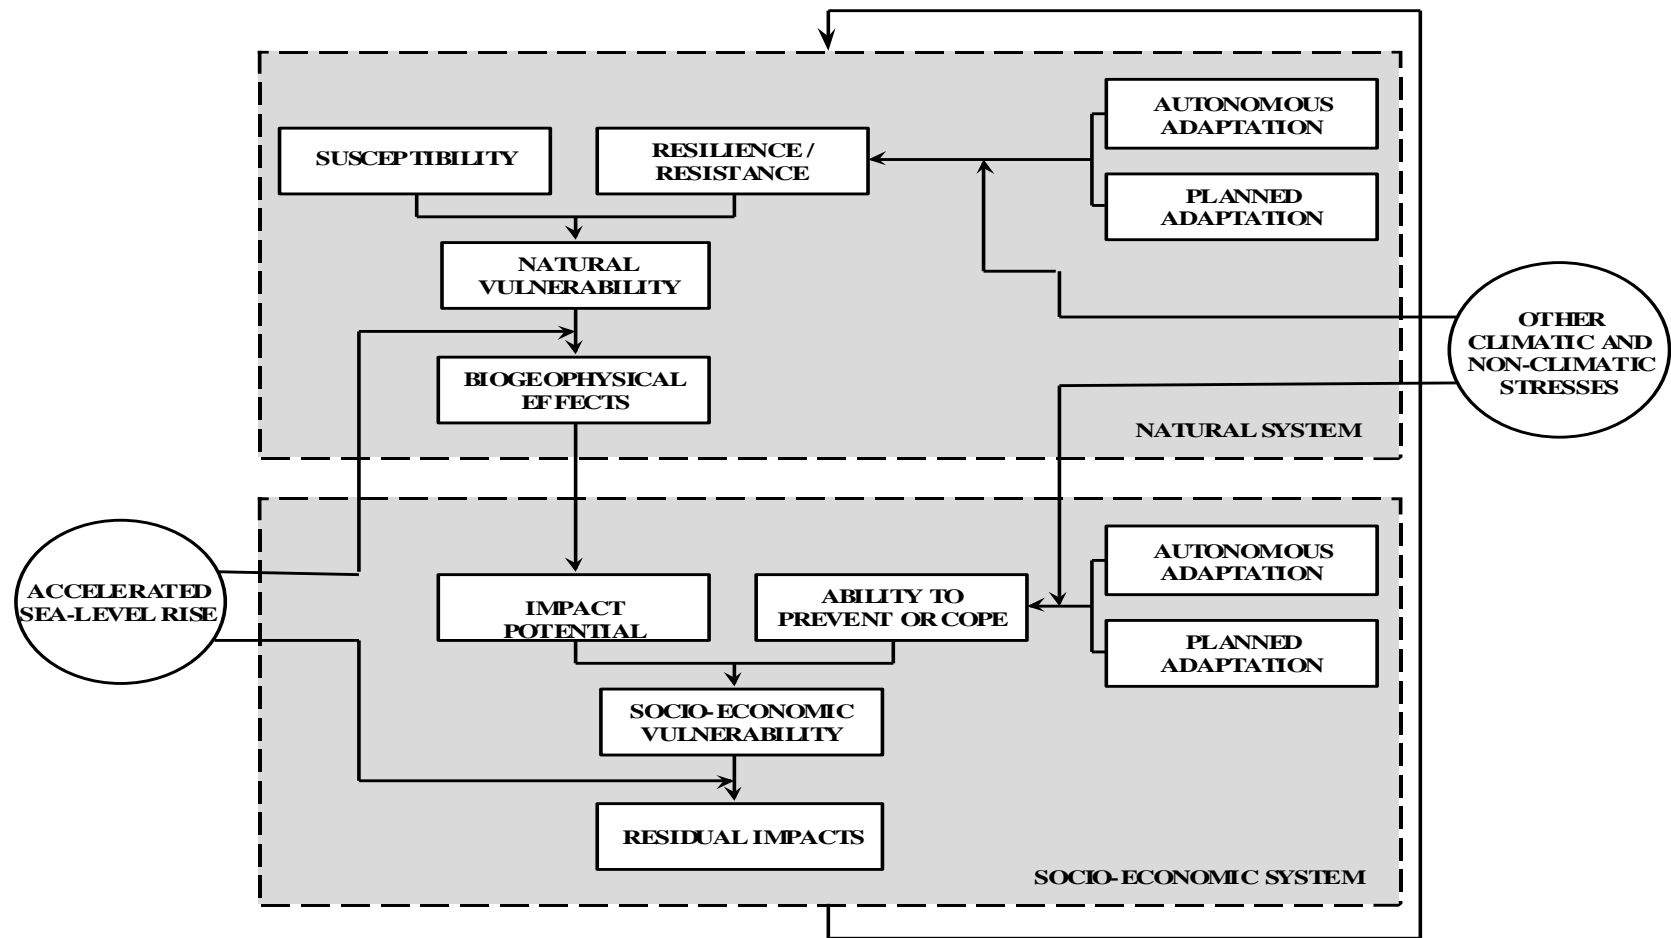 AUTONOMOUS
ADAPTATION
SUSCEPTIBILITY
RESILIENCE /
RESISTANCE
PLANNED
ADAPTATION
NATURAL
VULNERABILITY
OTHER
CLIMATIC AND
NON-CLIMATIC
STRESSES
BIOGEOPHYSICAL
EFFECTS
NATURAL SYSTEM
ACCELERATED
SEA-LEVEL RISE
AUTONOMOUS
ADAPTATION
IMPACT
POTENTIAL
ABILITY TO
PREVENT OR COPE
PLANNED
ADAPTATION
SOCIO-ECONOMIC
VULNERABILITY
RESIDUAL IMPACTS
SOCIO-ECONOMIC SYSTEM